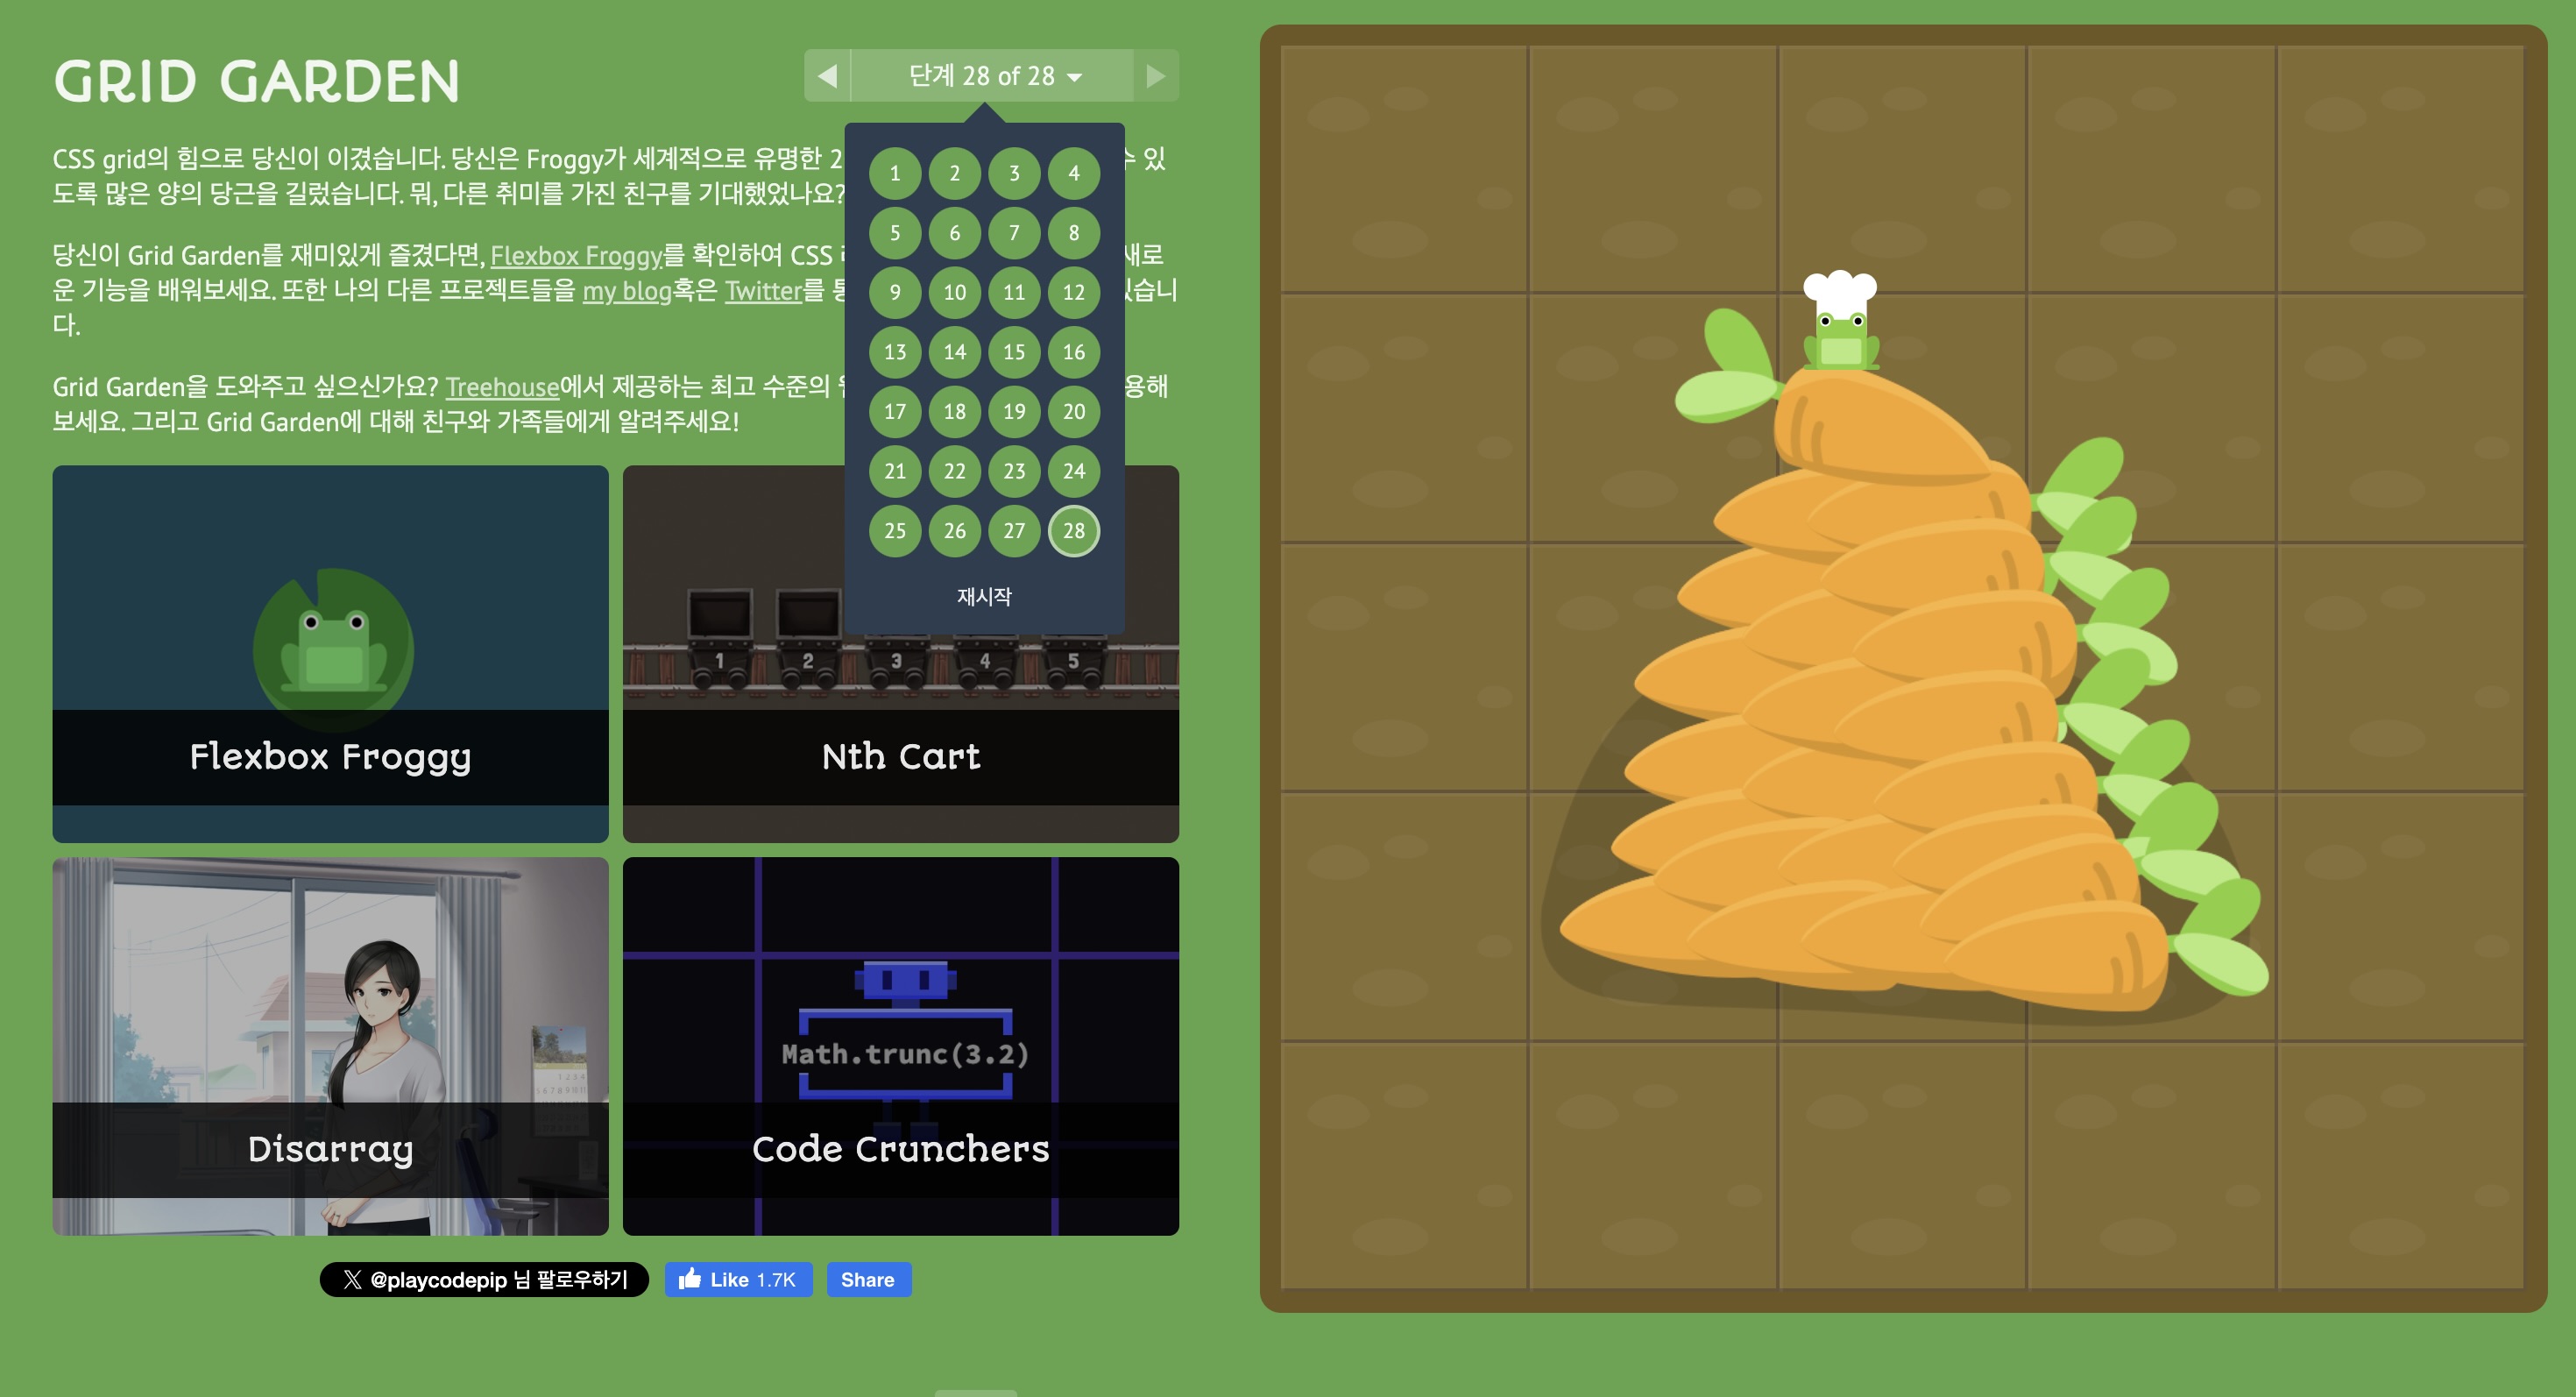 GRID GARDEN
단계 28 of 28
CSS grid의 힘으로 당신이 이겼습니다. 당신은 Froggy가 세계적으로 유명한 2 수 있
도록 많은 양의 당근을 길렀습니다. 뭐, 다른 취미를 가진 친구를 기대했었나요?
당신이 Grid Garden를 재미있게 즐겼다면, Flexbox Froggy를 확인하여 CSS 새로
운 기능을 배워보세요. 또한 나의 다른 프로젝트들을 my blog혹은 Twitter를 있습니
다.
Grid Garden을 도와주고 싶으신가요? Treehouse에서 제공하는 최고 수준의 용해
보세요. 그리고 Grid Garden에 대해 친구와 가족들에게 알려주세요!
1 2 3 4
5 6 7 8
9 10 11 12
13 14 15 16
17 18 19 20
21 22 23 24
25 26 27 28
재시작
Flexbox Froggy
1 2 3 4 5
Nth Cart
Disarray
Math.trunc(3.2)
Code Crunchers
@playcodepip 님 팔로우하기
Like 1.7K
Share